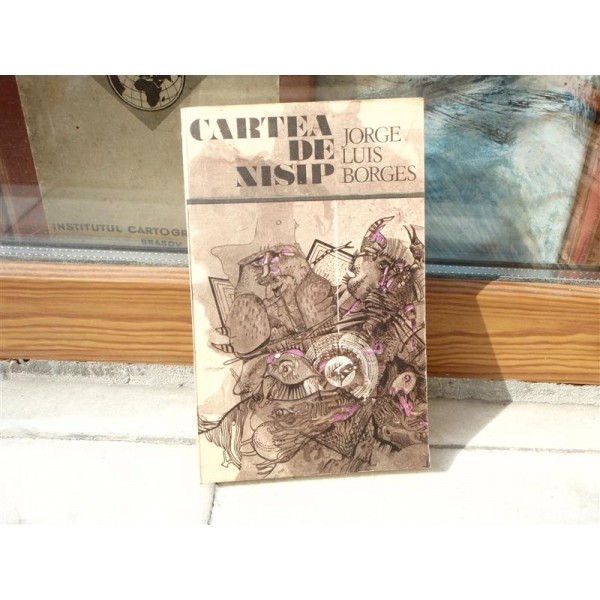 CARTEA
DE
NISIP
JORGE
LUIS
BORGES
INSTITUTUL CARTOGR
BRASOV